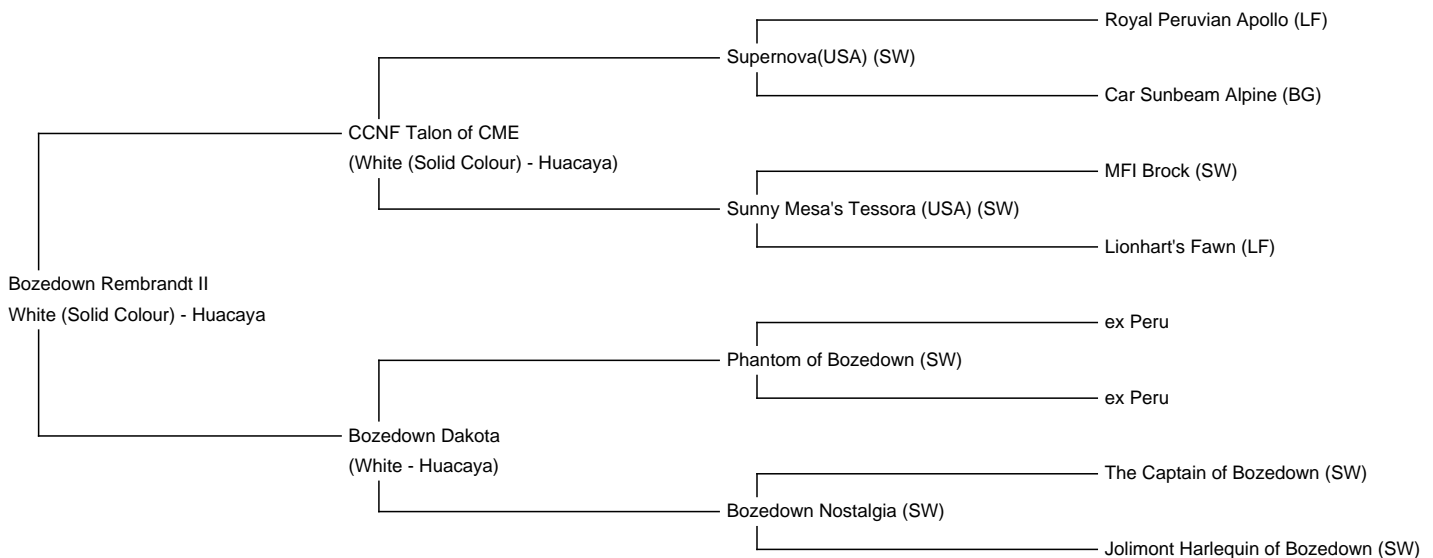 Royal Peruvian Apollo (LF)
Supernova(USA) (SW)
Car Sunbeam Alpine (BG)
CCNF Talon of CME
(White (Solid Colour) - Huacaya)
MFI Brock (SW)
Sunny Mesa's Tessora (USA) (SW)
Lionhart's Fawn (LF)
Bozedown Rembrandt II
White (Solid Colour) - Huacaya
ex Peru
Phantom of Bozedown (SW)
ex Peru
Bozedown Dakota
(White - Huacaya)
The Captain of Bozedown (SW)
Bozedown Nostalgia (SW)
Jolimont Harlequin of Bozedown (SW)